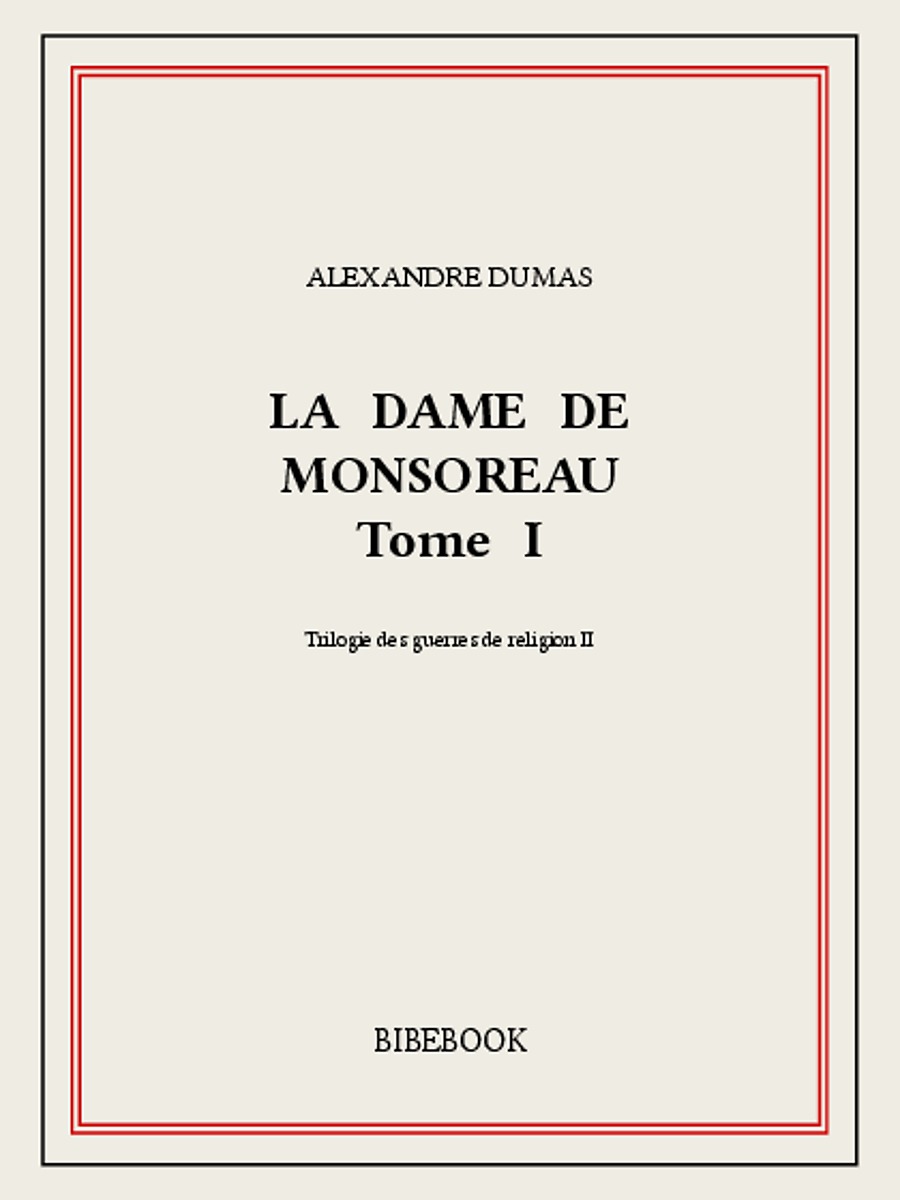 ALEXANDRE DUMAS
LA DAME DE
MONSOREAU
Tome I
Trilogie des guerres de religion II
BIBEBOOK